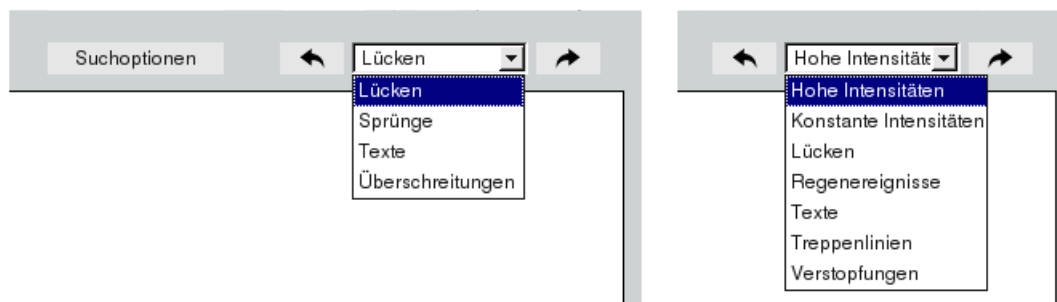 Suchoptionen
Lücken
Lücken
Sprünge
Texte
Überschreitungen
Hohe Intensitäte
Hohe Intensitäten
Konstante Intensitäten
Lücken
Regenereignisse
Texte
Treppenlinien
Verstopfungen